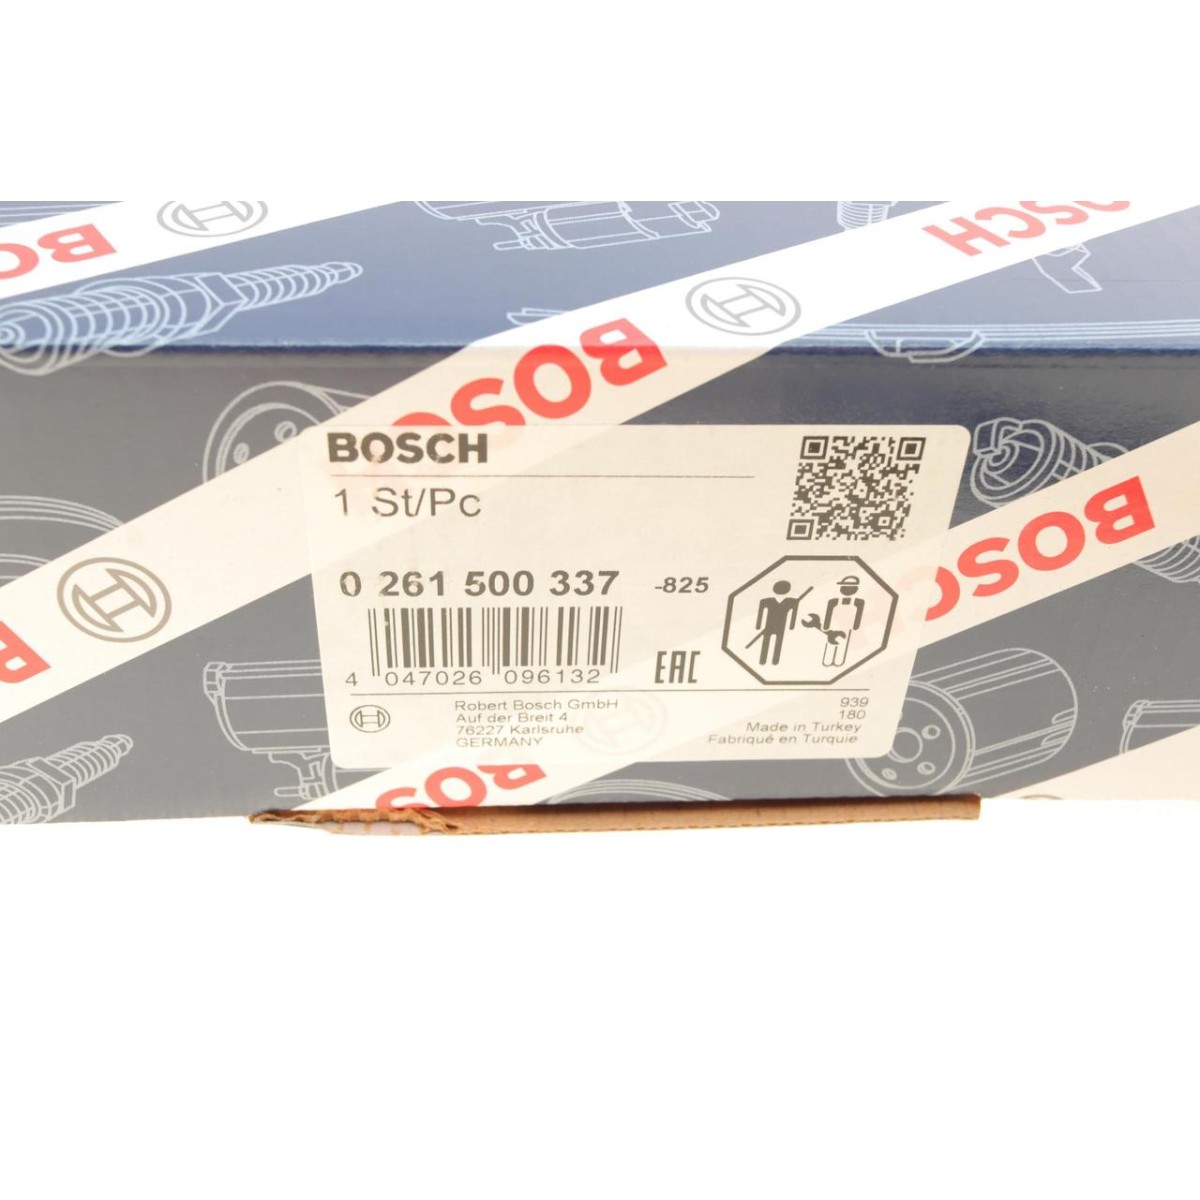 BOSCH
BOSCH
BOSCH
BOSCH
1 St/Pc
BOSCH
0 261 500 337 -825
4 047026 096132
EAC
Robert Bosch GmbH
Auf der Breit 4
76227 Karlsruhe
GERMANY
939
180
Made in Turkey
Fabriqué en Turquie
BOSCH